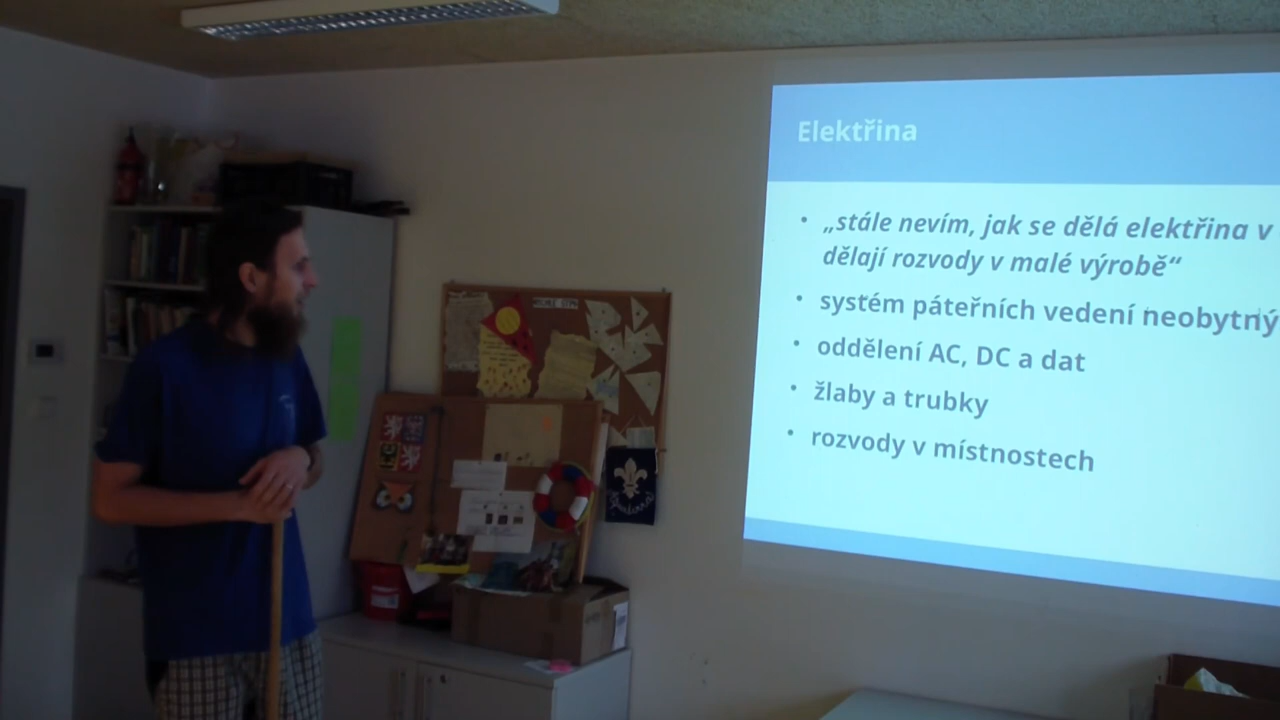 Elektřina
• „stále nevím, jak se dělá elektřina v
dělají rozvody v malé výrobě“
• systém páteřních vedení neobytný
• oddělení AC, DC a dat
• žlaby a trubky
• rozvody v místnostech